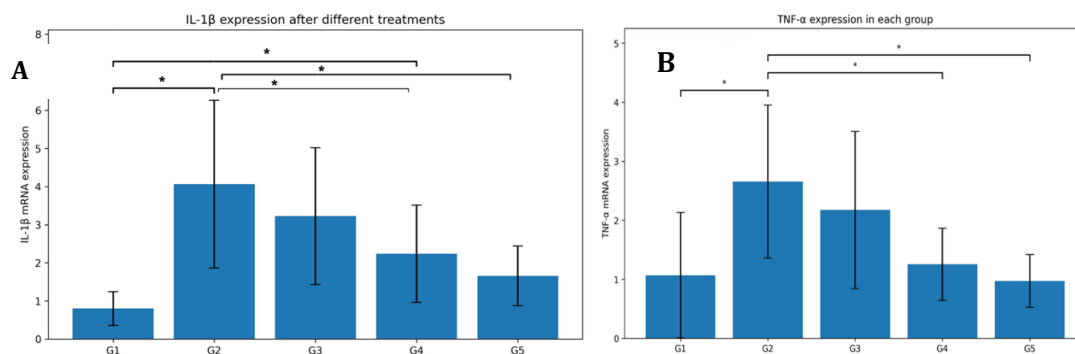 IL-1β expression after different treatments
A
IL-1β mRNA expression
8
6
5
4
3
2
1
0
*
*
*
*
G1 G2 G3 G4 G5
TNF-α expression in each group
B
TNF-α mRNA expression
5
4
3
2
1
0
*
*
*
G1 G2 G3 G4 G5